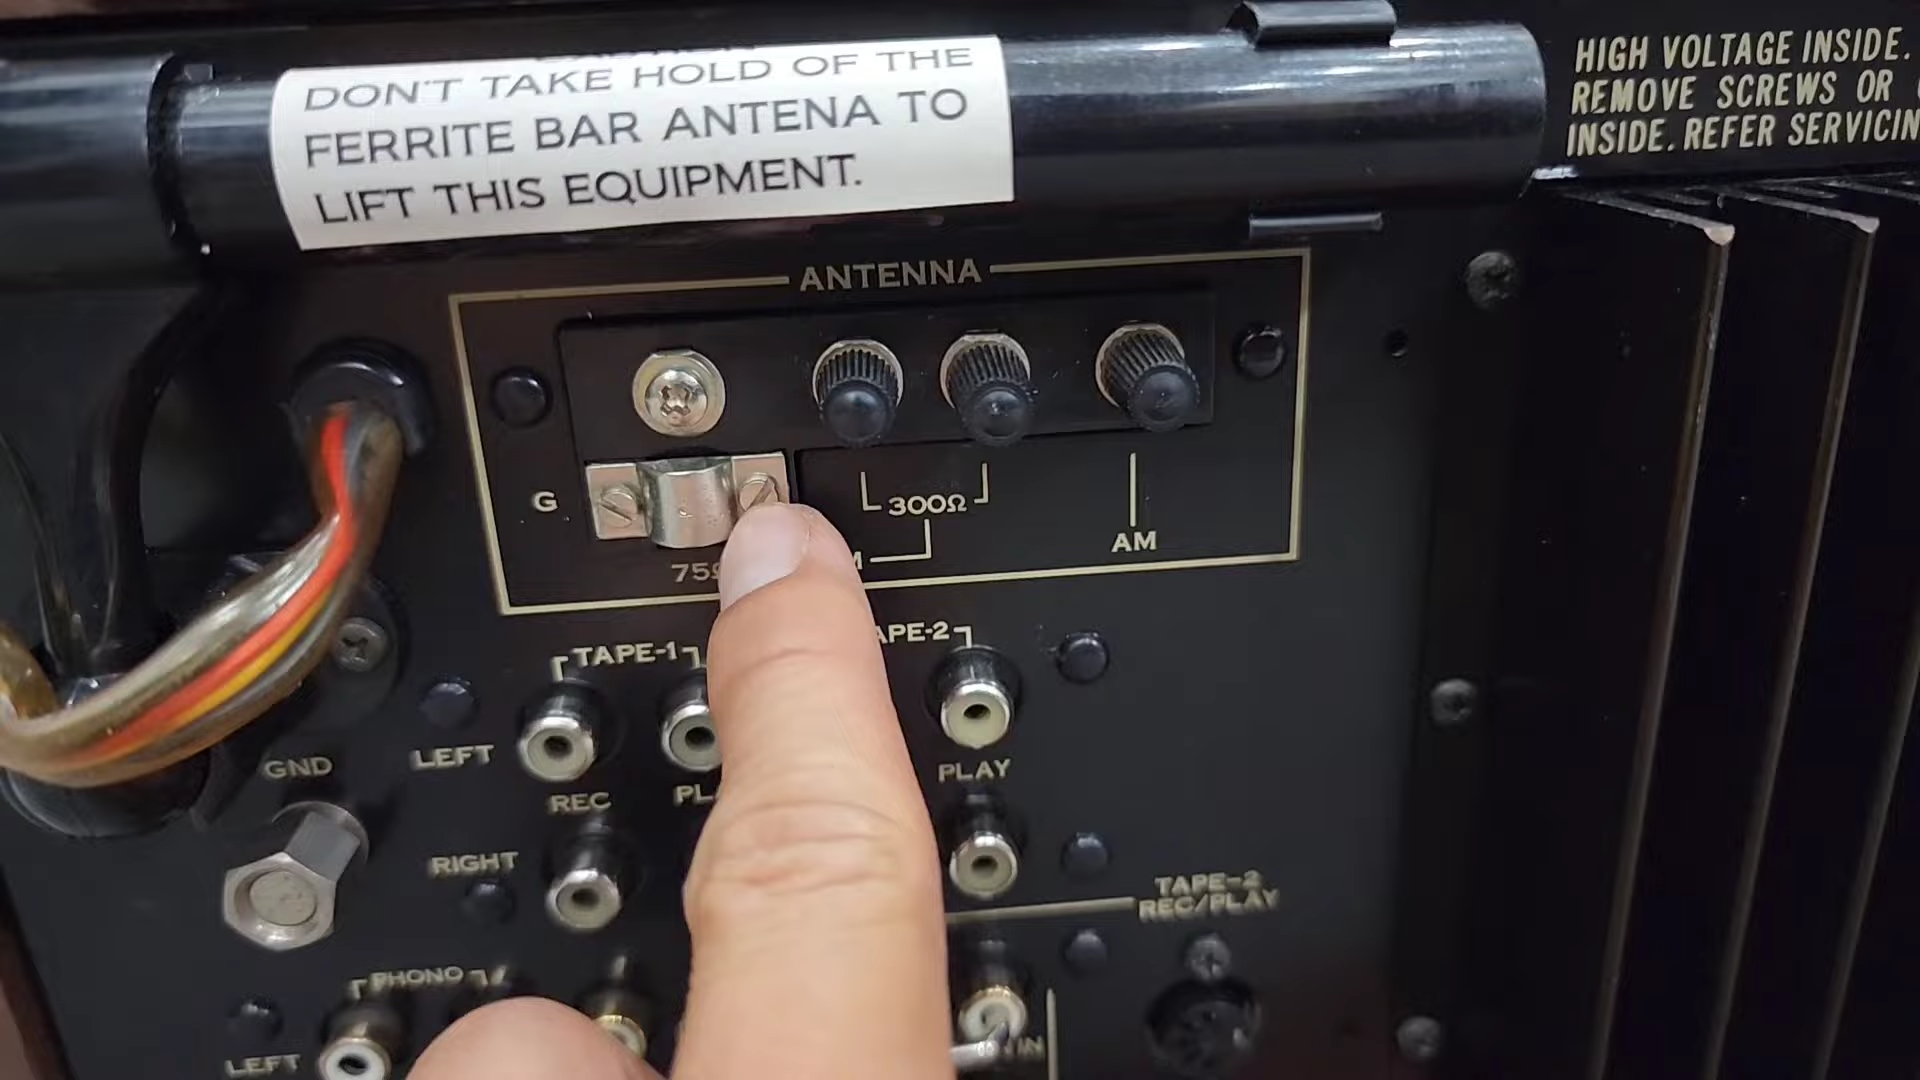 DON'T TAKE HOLD OF THE
FERRITE BAR ANTENA TO
LIFT THIS EQUIPMENT.
HIGH VOLTAGE INSIDE.
REMOVE SCREWS OR
INSIDE. REFER
ANTENNA
G
300Ω
AM
TAPE-1
LEFT
REC
PLAY
GND
RIGHT
TAPE-2
REC/PLAY
PHONO
LEFT
IN